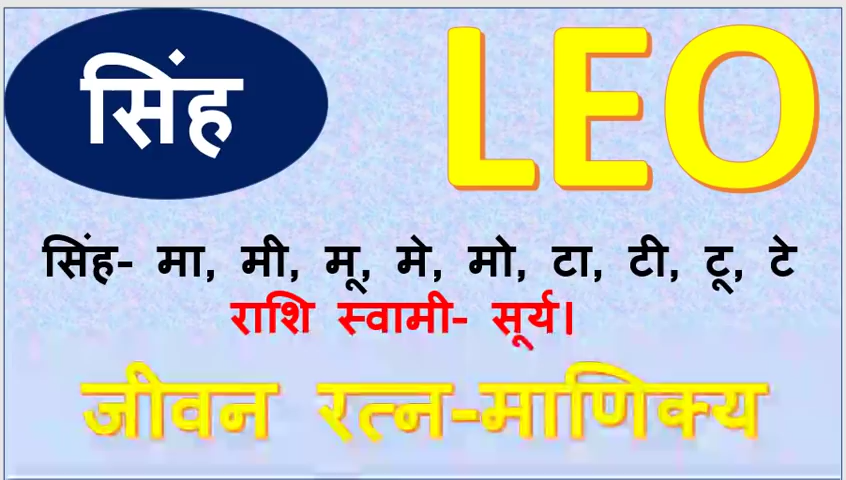 सिंह
LEO
सिंह- मा, मी, मू, मे, मो, टा, टी, टू, टे
राशि स्वामी- सूर्य।
जीवन रत्न-माणिक्य